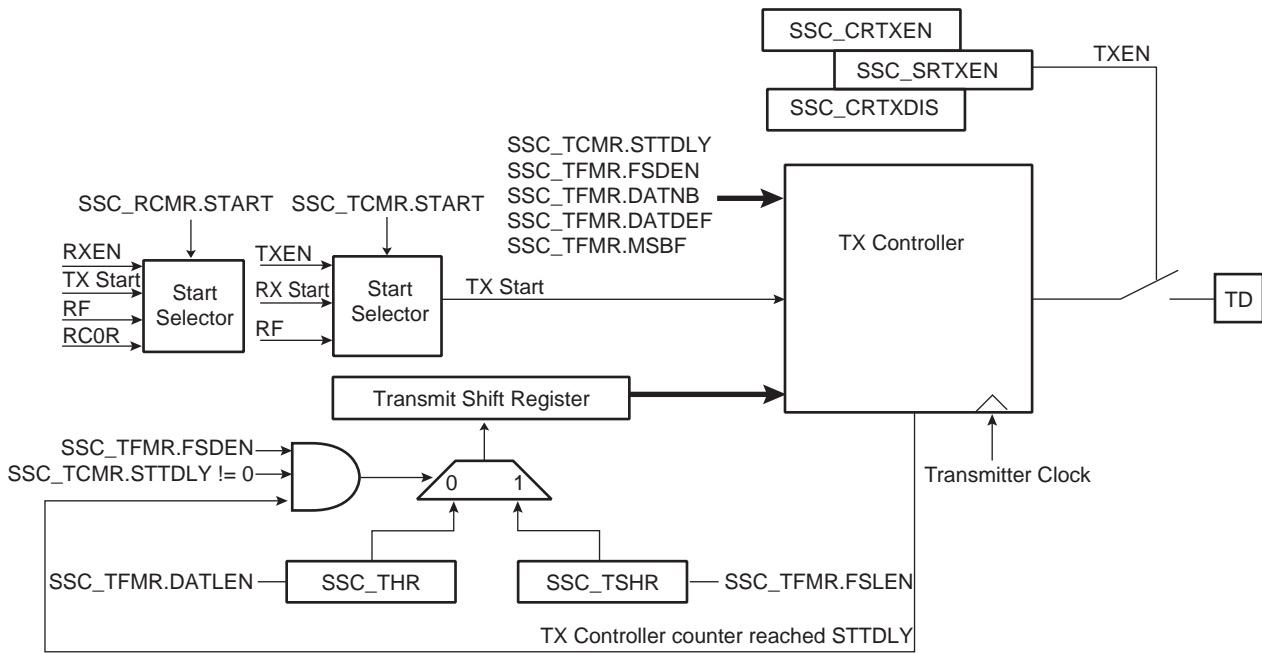 SSC_CRTXEN
SSC_SRTXEN
TXEN
SSC_CRTXDIS
SSC_TCMR.STTDLY
SSC_TFMR.FSDEN
SSC_TFMR.DATNB
SSC_TFMR.DATDEF
SSC_TFMR.MSBF
SSC_RCMR.START
SSC_TCMR.START
RXEN
TX Start
RF
RC0R
Start
Selector
TXEN
RX Start
RF
Start
Selector
TX Start
TX Controller
TD
Transmit Shift Register
SSC_TFMR.FSDEN
SSC_TCMR.STTDLY != 0
0 1
Transmitter Clock
SSC_TFMR.DATLEN
SSC_THR
SSC_TSHR
SSC_TFMR.FSLEN
TX Controller counter reached STTDLY